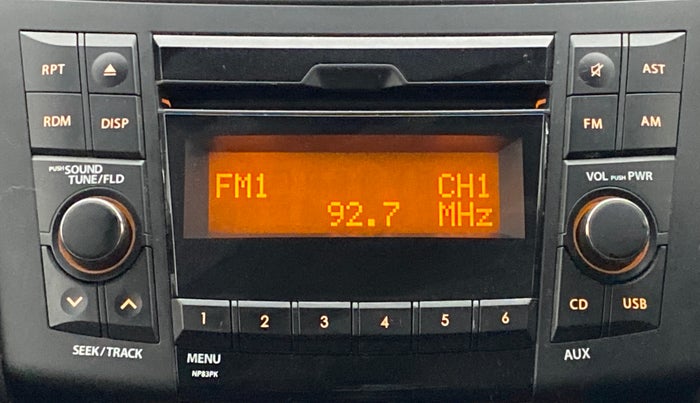 RPT
AST
RDM
DISP
FM
AM
PUSH SOUND
TUNE/FLD
VOL PUSH PWR
FM1 CH1
92.7 MHz
CD
USB
1 2 3 4 5 6
SEEK/TRACK
MENU
AUX
NP83PK